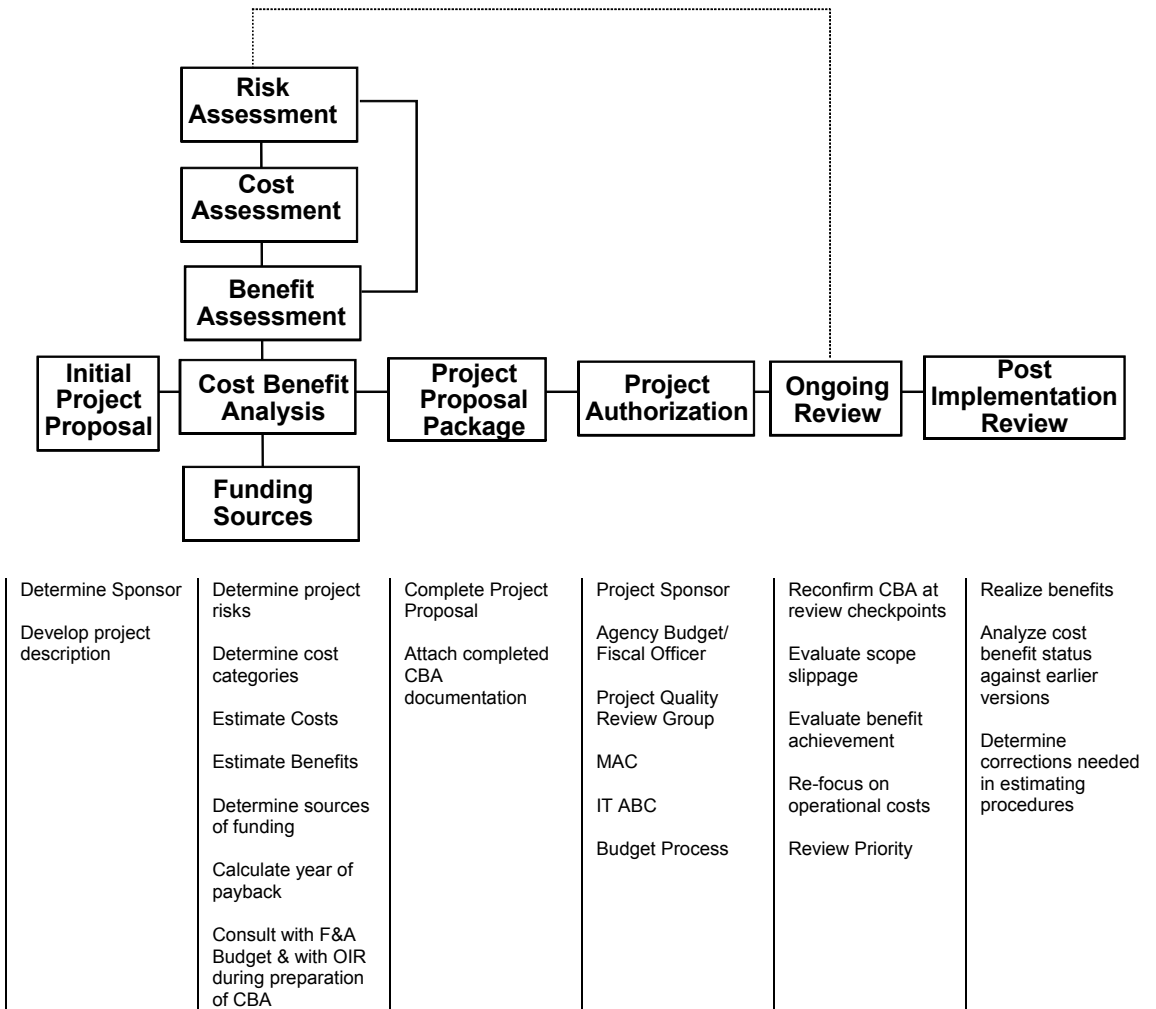 Risk
Assessment
Cost
Assessment
Benefit
Assessment
Initial
Project
Proposal
Cost Benefit
Analysis
Project
Proposal
Package
Project
Authorization
Ongoing
Review
Post
Implementation
Review
Funding
Sources
Determine Sponsor
Develop project
description
Determine project
risks
Determine cost
categories
Estimate Costs
Estimate Benefits
Determine sources
of funding
Calculate year of
payback
Consult with F&A
Budget & with OIR
during preparation
of CBA
Complete Project
Proposal
Attach completed
CBA
documentation
Project Sponsor
Agency Budget/
Fiscal Officer
Project Quality
Review Group
MAC
IT ABC
Budget Process
Reconfirm CBA at
review checkpoints
Evaluate scope
slippage
Evaluate benefit
achievement
Re-focus on
operational costs
Review Priority
Realize benefits
Analyze cost
benefit status
against earlier
versions
Determine
corrections needed
in estimating
procedures